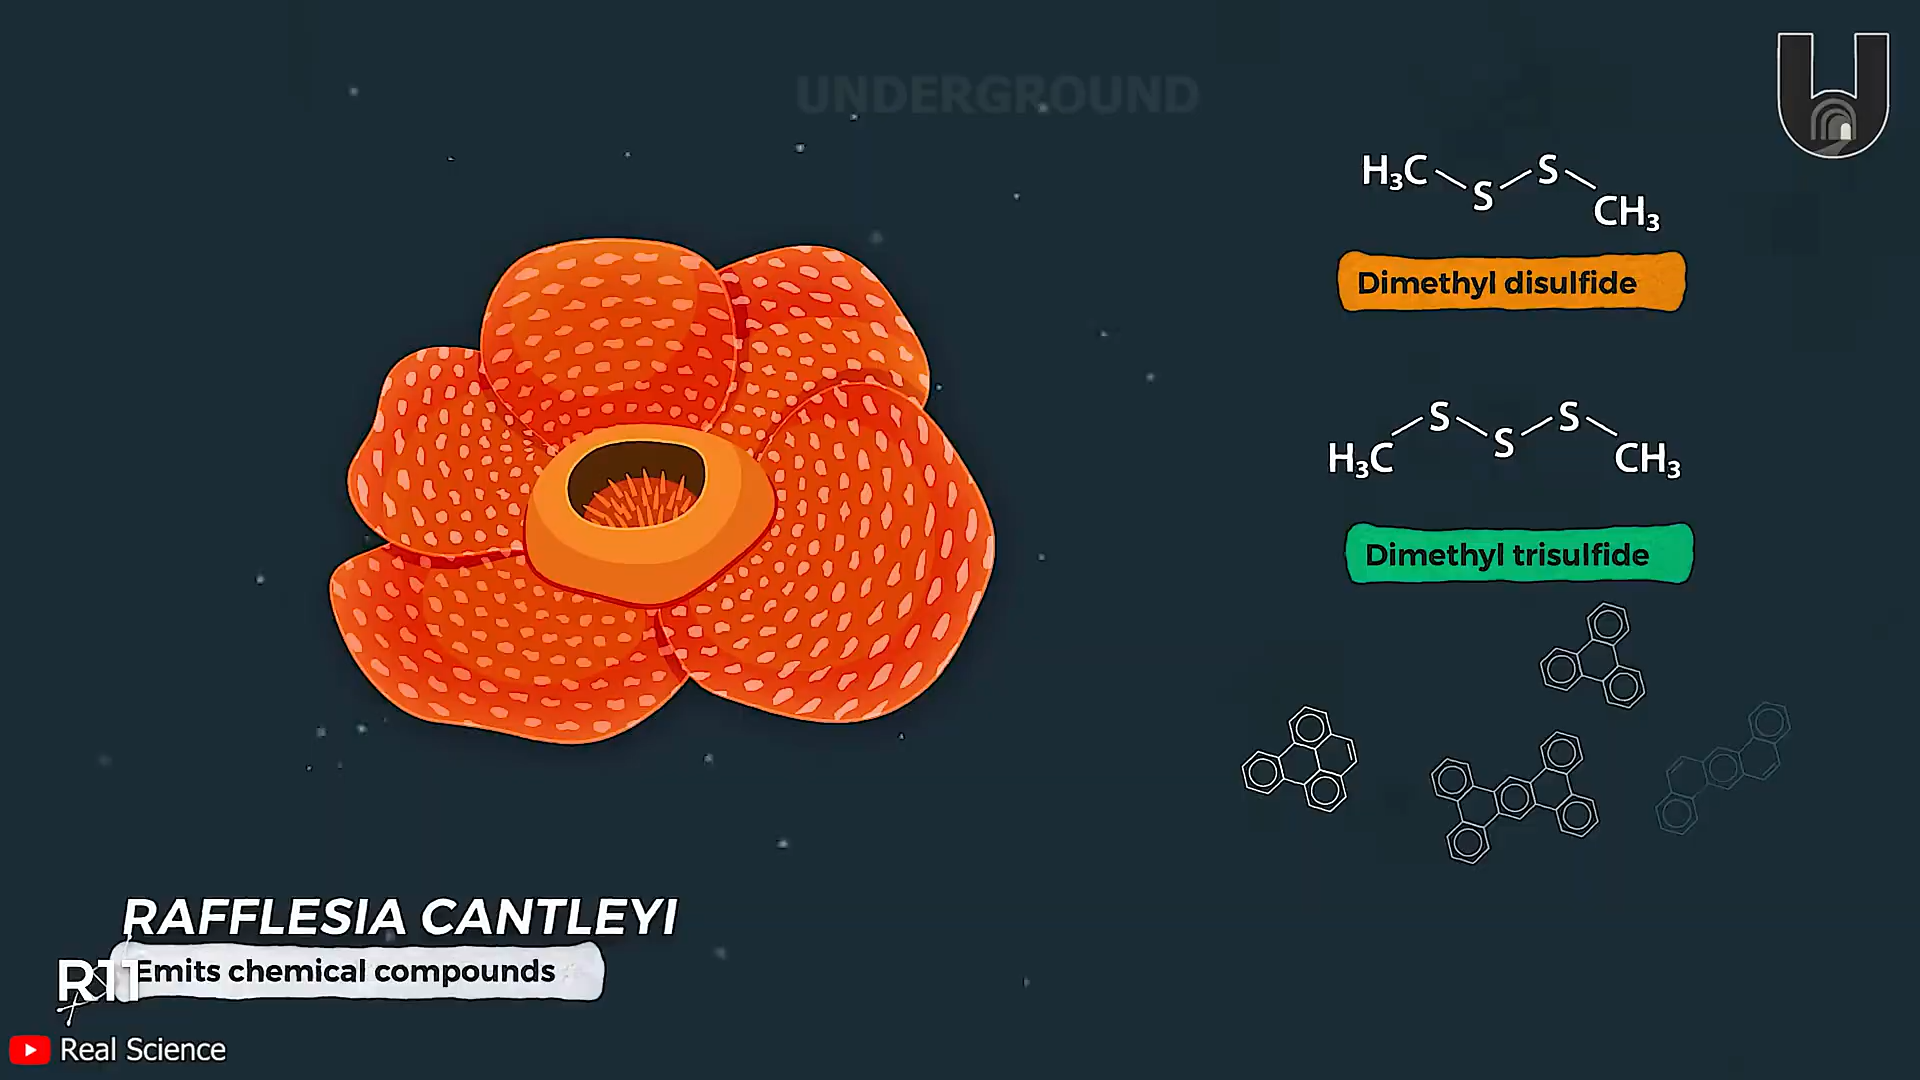 UNDERGROUND
H₃C S S CH₃
Dimethyl disulfide
H₃C S S S CH₃
Dimethyl trisulfide
RAFFLESIA CANTLEYI
Emits chemical compounds
Real Science